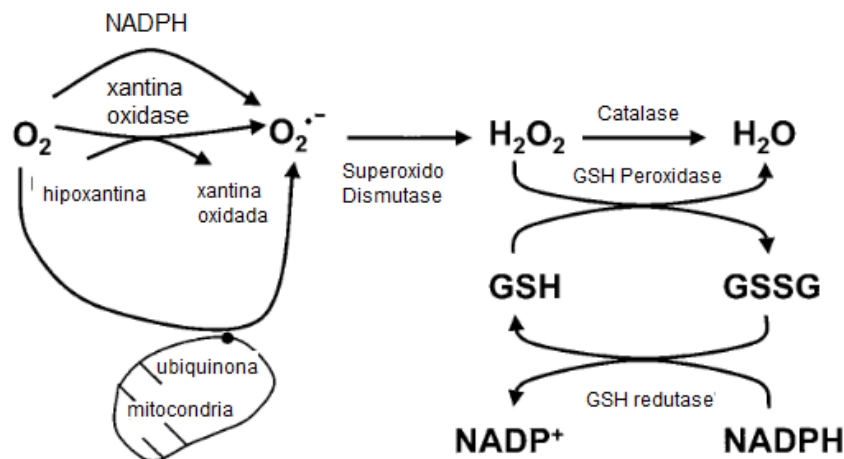 NADPH
xantina
oxidase
O₂
O₂·⁻
H₂O₂
Catalase
H₂O
hipoxantina
xantina
oxidada
Superoxido
Dismutase
GSH Peroxidase
GSH
GSSG
ubiquinona
mitocondria
GSH redutase
NADP⁺
NADPH